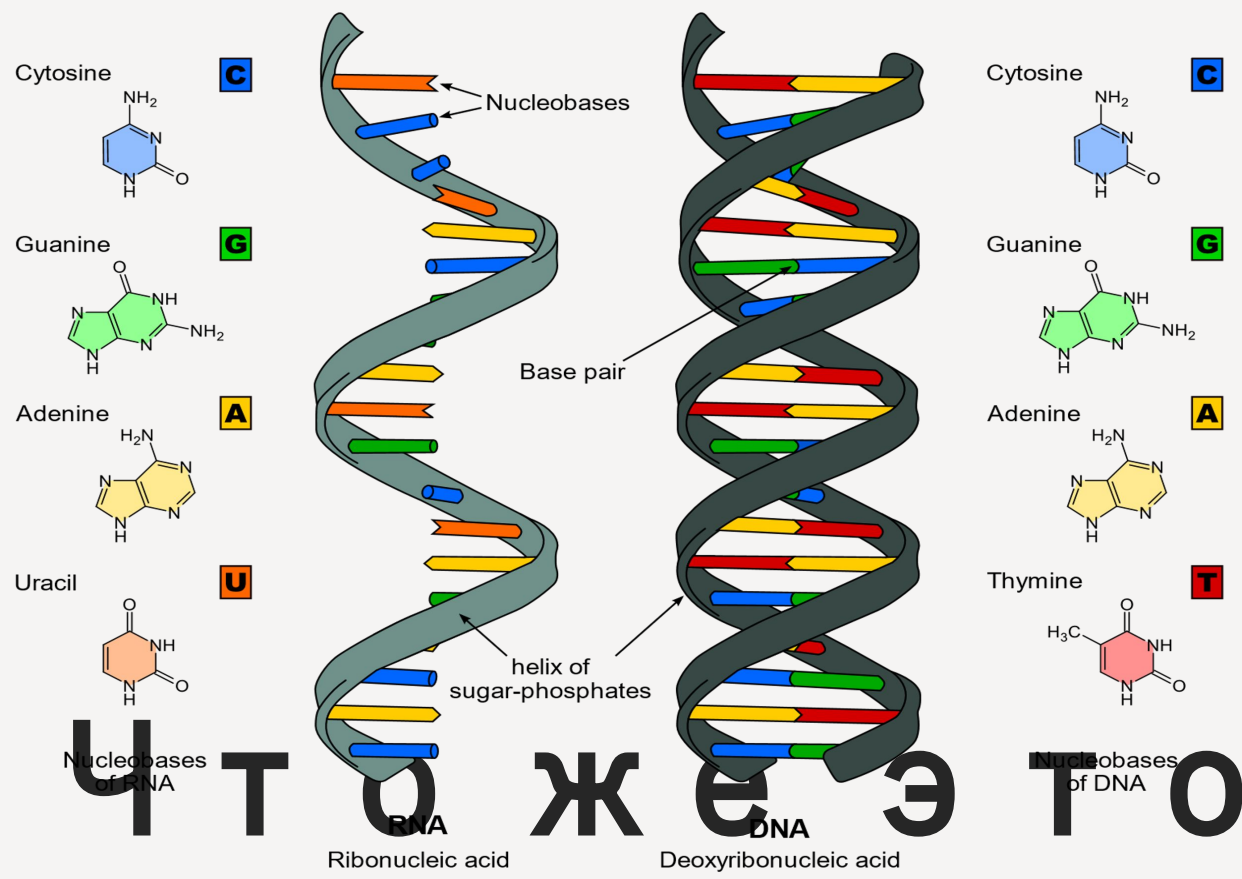 Cytosine
C
NH₂
N
N
H
O
Guanine
G
O
N
NH
N
H
N
NH₂
Adenine
A
H₂N
N
N
N
H
N
Uracil
U
O
NH
N
H
O
Nucleobases
of RNA
Nucleobases
Base pair
helix of
sugar-phosphates
RNA
Ribonucleic acid
DNA
Deoxyribonucleic acid
Cytosine
C
NH₂
N
N
H
O
Guanine
G
O
N
NH
N
H
N
NH₂
Adenine
A
H₂N
N
N
N
H
N
Thymine
T
O
H₃C
NH
N
H
O
Nucleobases
of DNA
Что же это